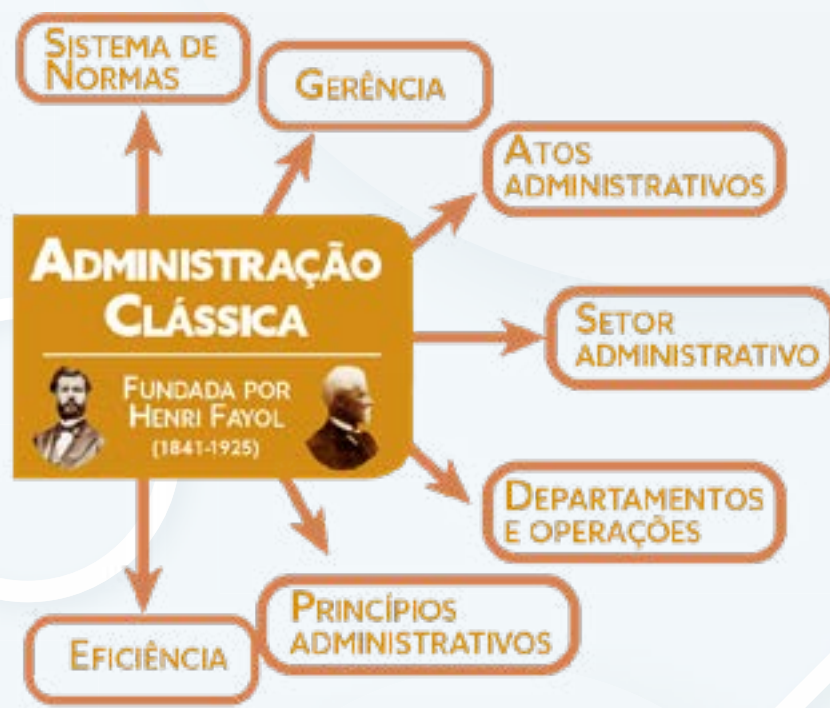 SISTEMA DE
NORMAS
GERÊNCIA
ATOS
ADMINISTRATIVOS
ADMINISTRAÇÃO
CLÁSSICA
FUNDADA POR
HENRI FAYOL
(1841-1925)
SETOR
ADMINISTRATIVO
DEPARTAMENTOS
E OPERAÇÕES
PRINCÍPIOS
ADMINISTRATIVOS
EFICIÊNCIA